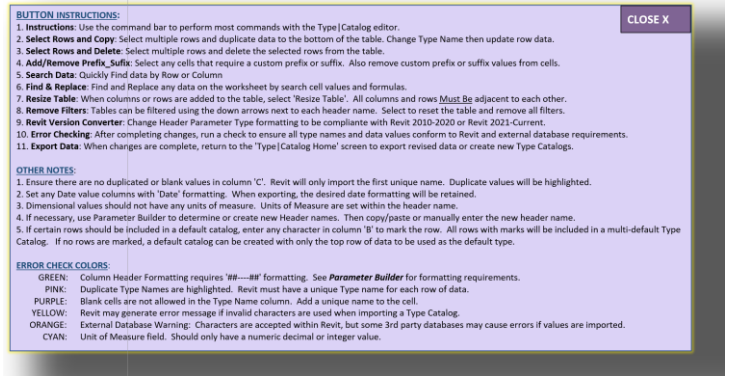 BUTTON INSTRUCTIONS:
CLOSE X
1. Instructions: Use the command bar to perform most commands with the Type|Catalog editor.
2. Select Rows and Copy: Select multiple rows and duplicate data to the bottom of the table. Change Type Name then update row data.
3. Select Rows and Delete: Select multiple rows and delete the selected rows from the table.
4. Add/Remove Prefix_Sufix: Select any cells that require a custom prefix or suffix. Also remove custom prefix or suffix values from cells.
5. Search Data: Quickly Find data by Row or Column
6. Find & Replace: Find and Replace any data on the worksheet by search cell values and formulas.
7. Resize Table: When columns or rows are added to the table, select 'Resize Table'. All columns and rows Must Be adjacent to each other.
8. Remove Filters: Tables can be filtered using the down arrows next to each header name. Select to reset the table and remove all filters.
9. Revit Version Converter: Change Header Parameter Type formatting to be compliant with Revit 2010-2020 or Revit 2021-Current.
10. Error Checking: After completing changes, run a check to ensure all type names and data values conform to Revit and external database requirements.
11. Export Data: When changes are complete, return to the 'Type|Catalog Home' screen to export revised data or create new Type Catalogs.
OTHER NOTES:
1. Ensure there are no duplicated or blank values in column 'C'. Revit will only import the first unique name. Duplicate values will be highlighted.
2. Set any Date value columns with 'Date' formatting. When exporting, the desired date formatting will be retained.
3. Dimensional values should not have any units of measure. Units of Measure are set within the header name.
4. If necessary, use Parameter Builder to determine or create new Header names. Then copy/paste or manually enter the new header name.
5. If certain rows should be included in a default catalog, enter any character in column 'B' to mark the row. All rows with marks will be included in a multi-default Type
Catalog. If no rows are marked, a default catalog can be created with only the top row of data to be used as the default type.
ERROR CHECK COLORS:
GREEN: Column Header Formatting requires '##----##' formatting. See Parameter Builder for formatting requirements.
PINK: Duplicate Type Names are highlighted. Revit must have a unique Type name for each row of data.
PURPLE: Blank cells are not allowed in the Type Name column. Add a unique name to the cell.
YELLOW: Revit may generate error message if invalid characters are used when importing a Type Catalog.
ORANGE: External Database Warning: Characters are accepted within Revit, but some 3rd party databases may cause errors if values are imported.
CYAN: Unit of Measure field. Should only have a numeric decimal or integer value.